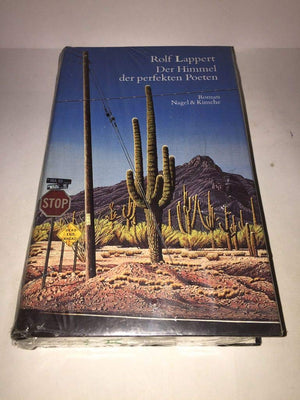 Rolf Lappert
Der Himmel
der perfekten Poeten
Roman
Nagel & Kimche
STOP